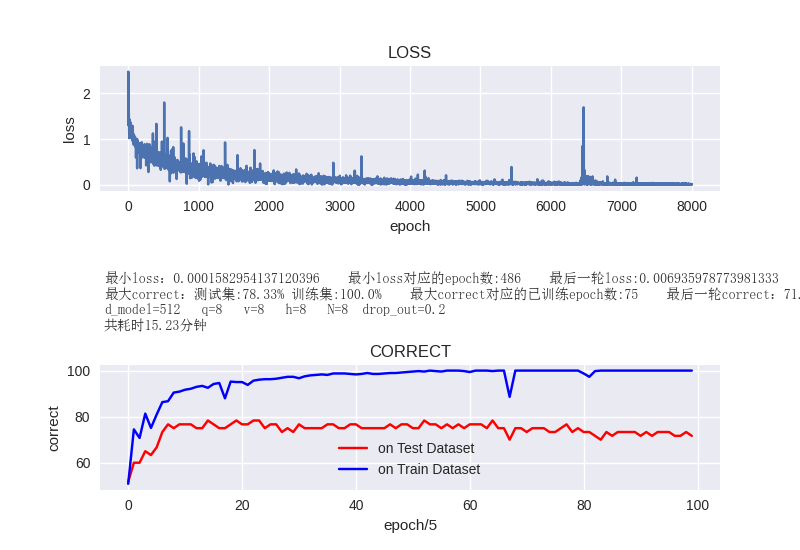 LOSS
2
1
0
loss
0 1000 2000 3000 4000 5000 6000 7000 8000
epoch
最小loss：0.0001582954137120396 最小loss对应的epoch数:486 最后一轮loss:0.006935978773981333
最大correct：测试集:78.33% 训练集:100.0% 最大correct对应的已训练epoch数:75 最后一轮correct：71.
d_model=512 q=8 v=8 h=8 N=8 drop_out=0.2
共耗时15.23分钟
CORRECT
100
80
60
correct
on Test Dataset
on Train Dataset
0 20 40 60 80 100
epoch/5